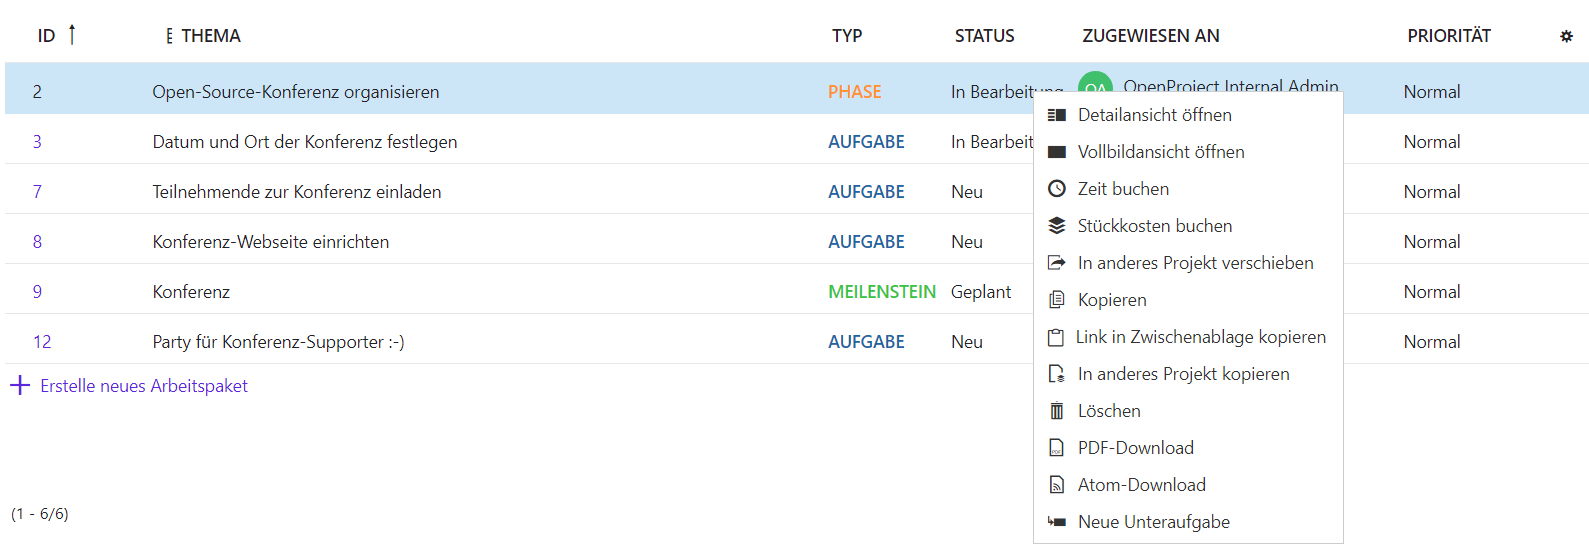 ID THEMA TYP STATUS ZUGEWIESEN AN PRIORITÄT
2 Open-Source-Konferenz organisieren PHASE In Bearbeitung OA OpenProject Internal Admin Normal
3 Datum und Ort der Konferenz festlegen AUFGABE In Bearbeit Normal
7 Teilnehmende zur Konferenz einladen AUFGABE Neu Normal
8 Konferenz-Webseite einrichten AUFGABE Neu Normal
9 Konferenz MEILENSTEIN Geplant Normal
12 Party für Konferenz-Supporter :-) AUFGABE Neu Normal
Erstelle neues Arbeitspaket
(1 - 6/6)
Detailansicht öffnen
Vollbildansicht öffnen
Zeit buchen
Stückkosten buchen
In anderes Projekt verschieben
Kopieren
Link in Zwischenablage kopieren
In anderes Projekt kopieren
Löschen
PDF-Download
Atom-Download
Neue Unteraufgabe